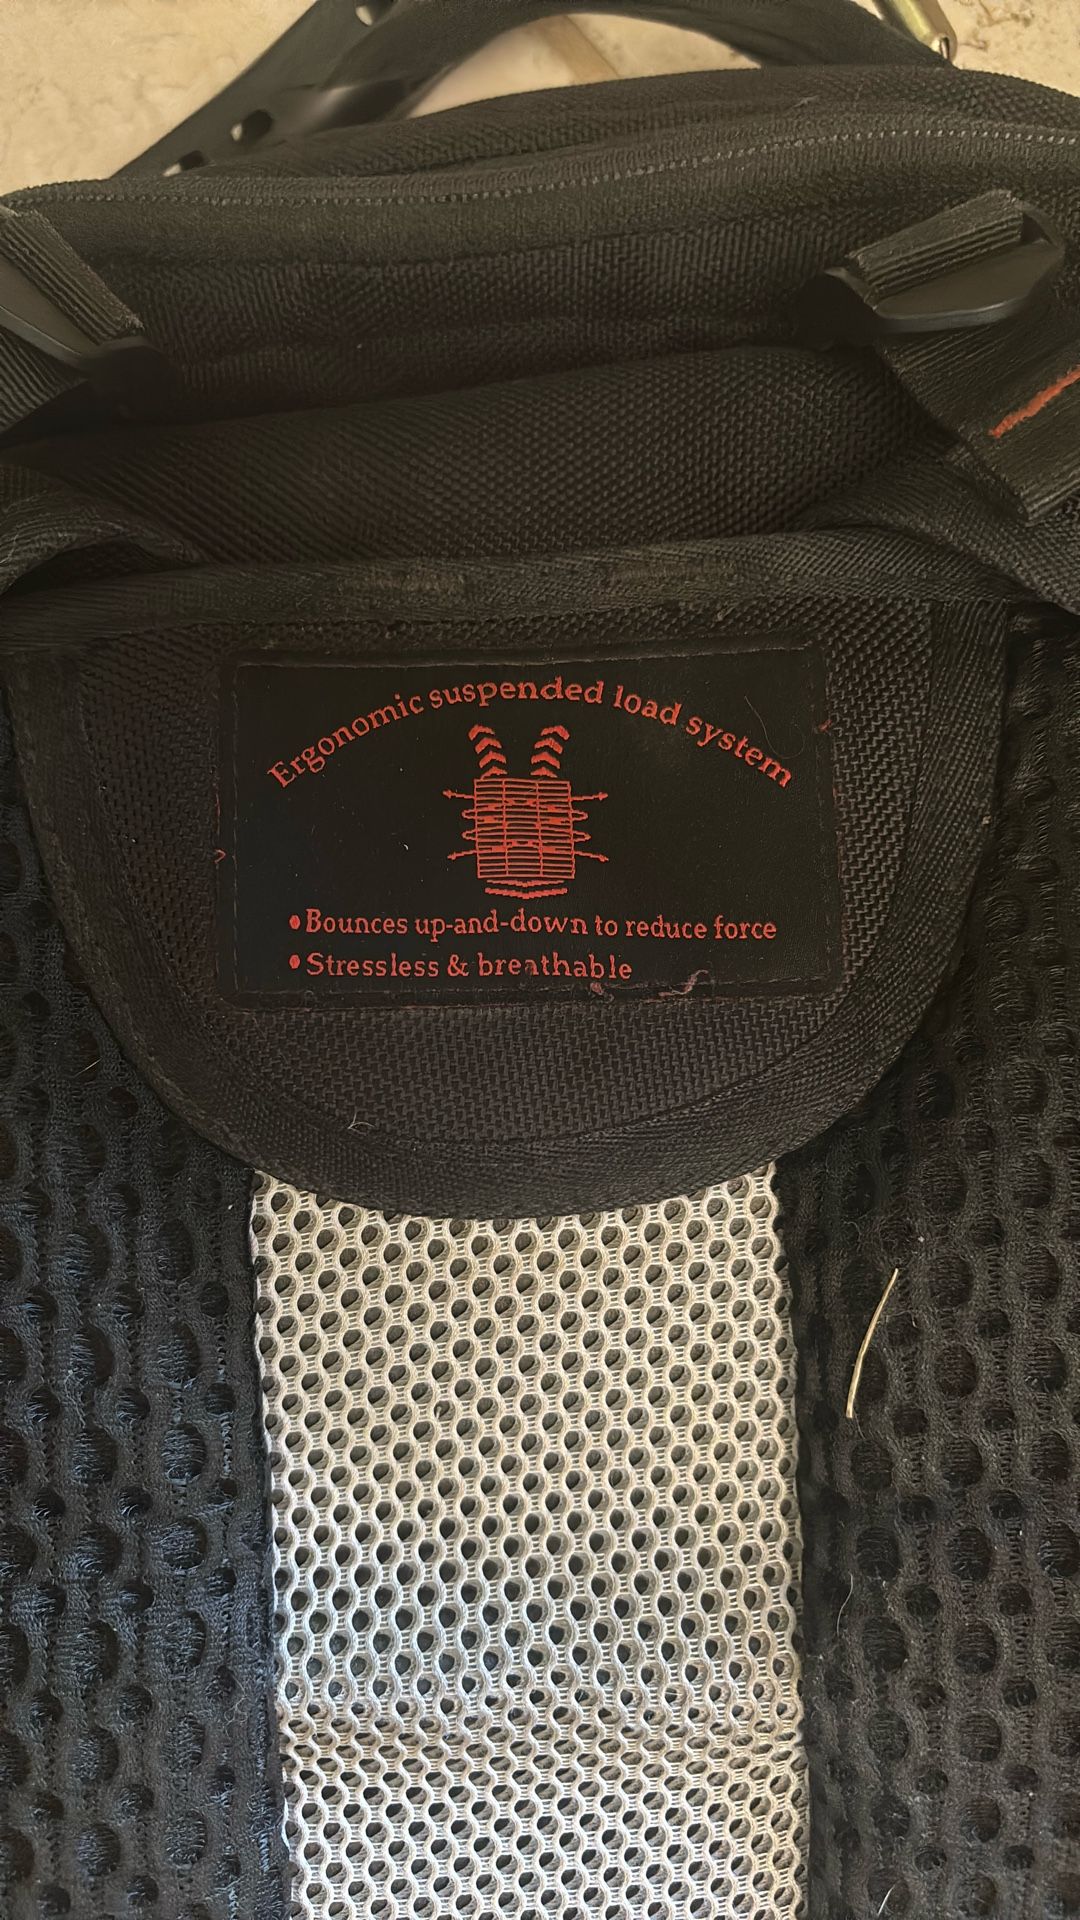 Ergonomic suspended load system
•Bounces up-and-down to reduce force
•Stressless & breathable